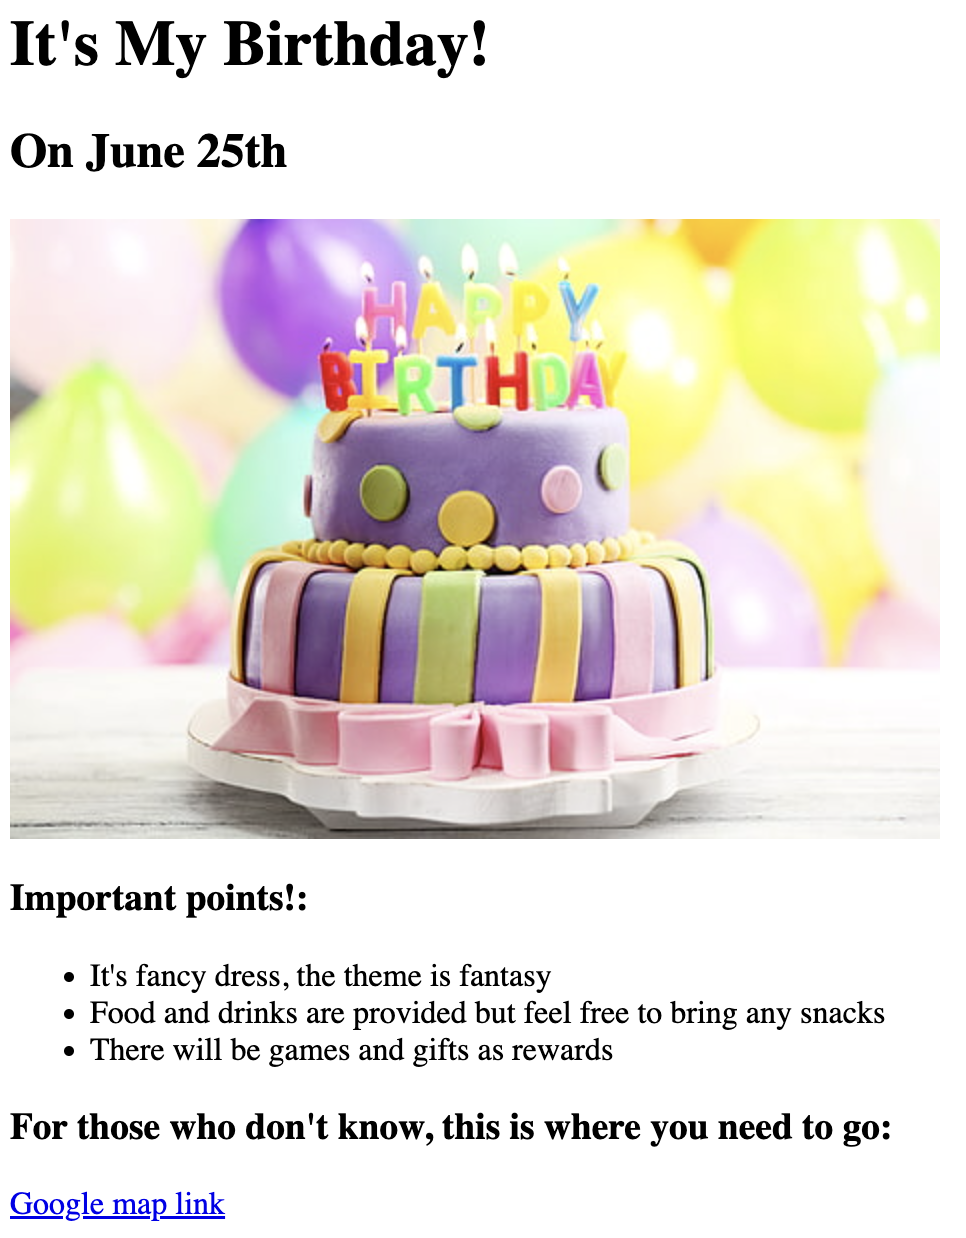 It's My Birthday!
On June 25th
HAPPY
BIRTHDAY
Important points!:
It's fancy dress, the theme is fantasy
Food and drinks are provided but feel free to bring any snacks
There will be games and gifts as rewards
For those who don't know, this is where you need to go:
Google map link